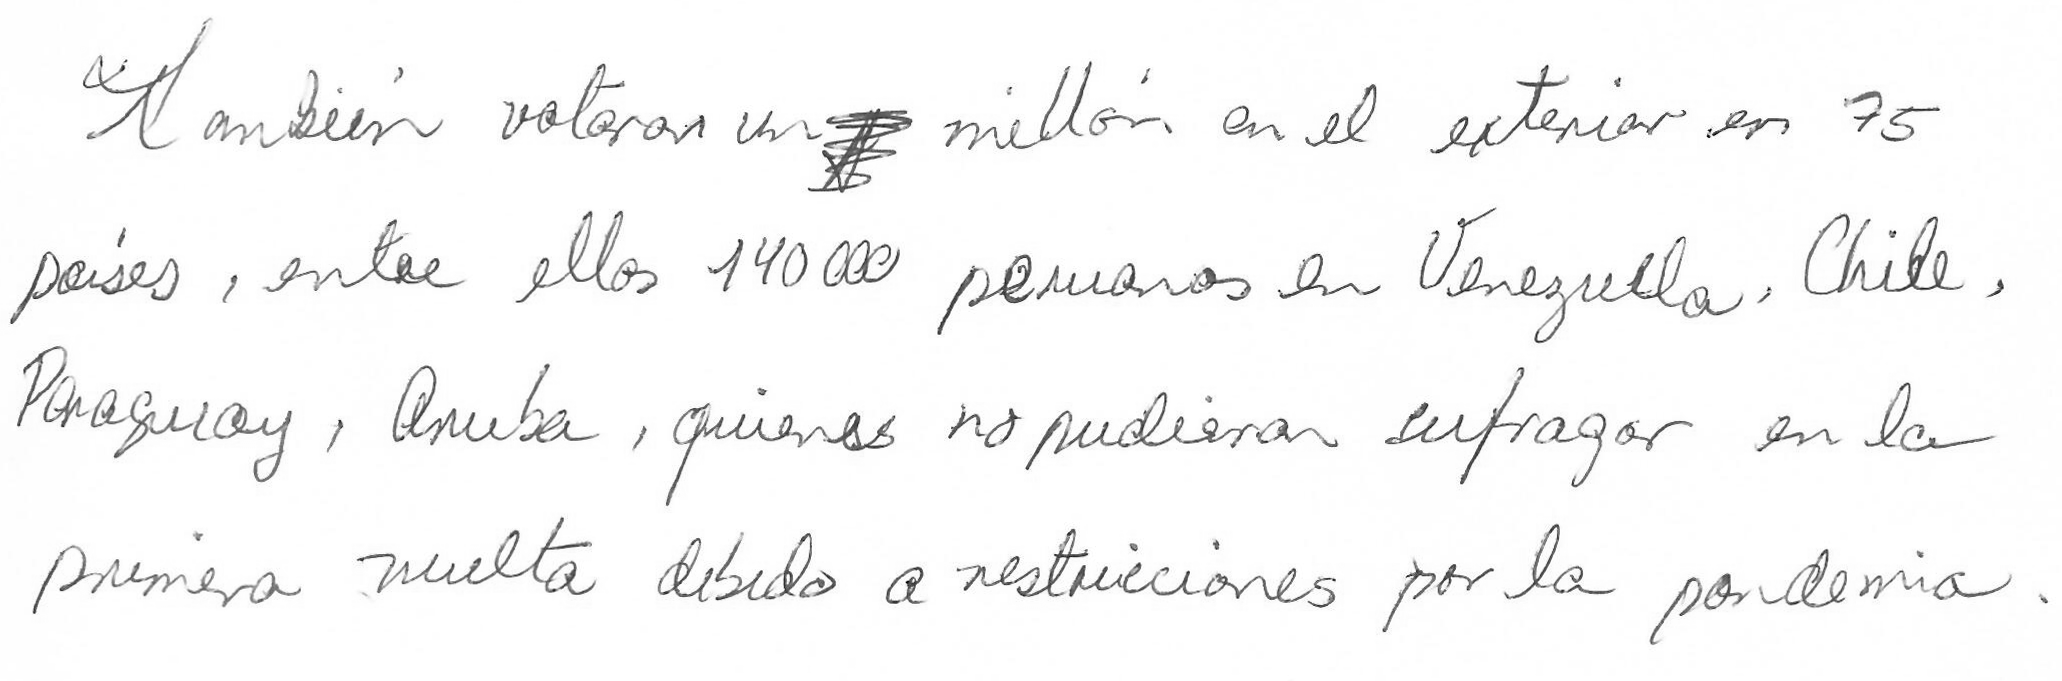 También votaran un millón en el exterior en 75
países, entre ellos 140 000 peruanos en Venezuela, Chile,
Paraguay, Aruba, quienes no pudieron sufragar en la
primera vuelta debido a restricciones por la pandemia.